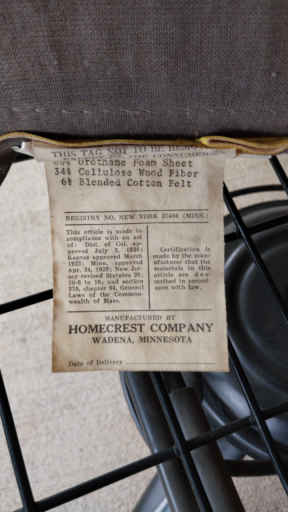 THIS TAG NOT TO BE
Urethane Foam Sheet
34% Cellulose Wood Fiber
6% Blended Cotton Felt
REGISTRY NO. NEW YORK (MINN.)
This article is made in
compliance with an act
of: Dist. of Col. ap-
proved July 3, 1926;
Kansas approved March
1923; Minn. approved
Apr. 24, 1929; New Jer-
sey revised Statutes 26,
10-6 to 18; and section
270, chapter 94, General
Laws of the Common-
wealth of Mass.
Certification is
made by the manu-
facturer that the
materials in this
article are des-
cribed in accord-
ance with law.
MANUFACTURED BY
HOMECREST COMPANY
WADENA, MINNESOTA
Date of Delivery